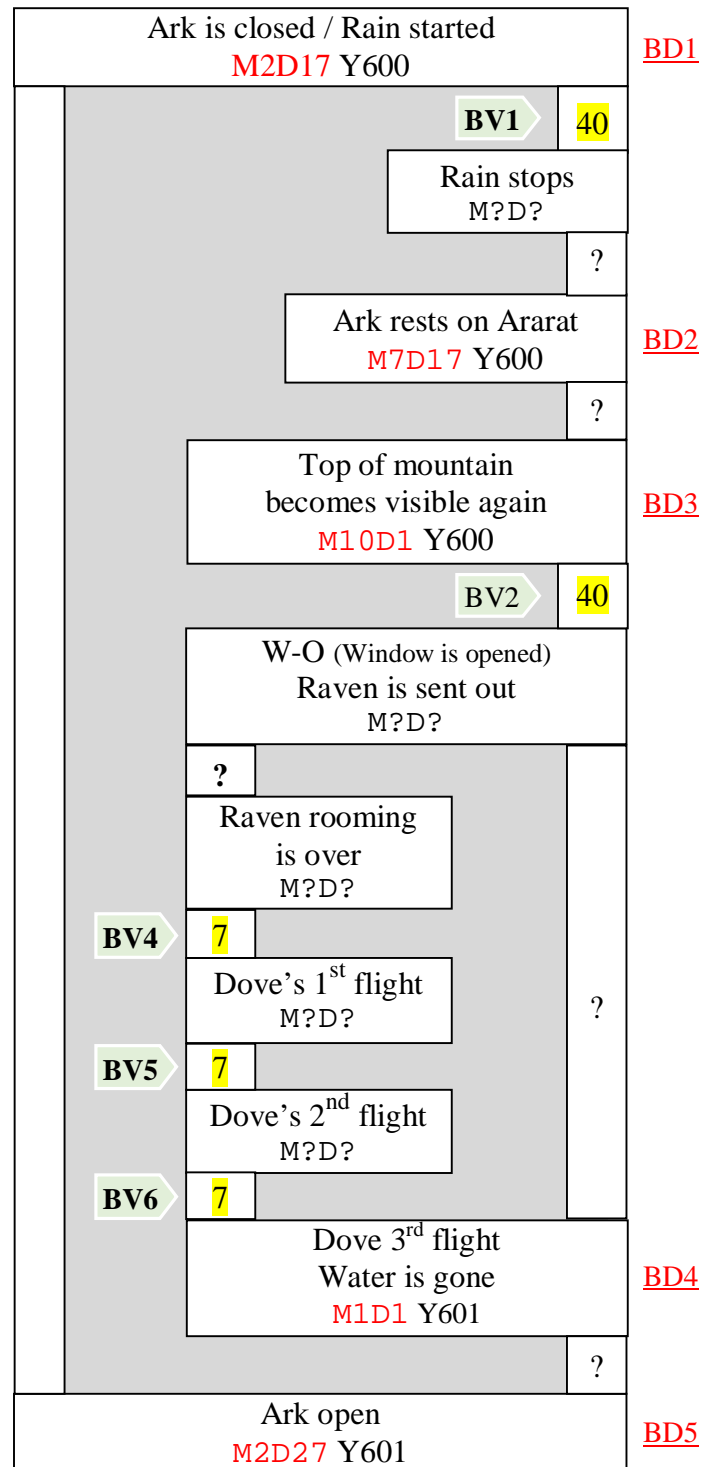 Ark is closed / Rain started
M2D17 Y600
BD1
BV1
40
Rain stops
M?D?
?
Ark rests on Ararat
M7D17 Y600
BD2
?
Top of mountain
becomes visible again
M10D1 Y600
BD3
BV2
40
W-O (Window is opened)
Raven is sent out
M?D?
?
Raven rooming
is over
M?D?
BV4
7
Dove's 1st flight
M?D?
?
BV5
7
Dove's 2nd flight
M?D?
BV6
7
Dove 3rd flight
Water is gone
M1D1 Y601
BD4
?
Ark open
M2D27 Y601
BD5